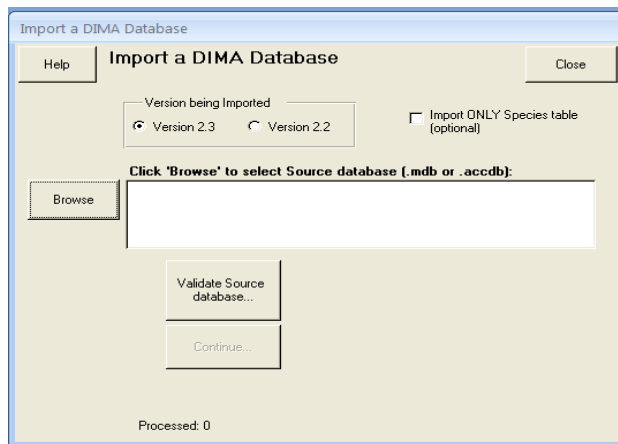 Import a DIMA Database
Help
Import a DIMA Database
Close
Version being Imported
Version 2.3
Version 2.2
Import ONLY Species table
(optional)
Click 'Browse' to select Source database (.mdb or .accdb):
Browse
Validate Source
database...
Continue...
Processed: 0